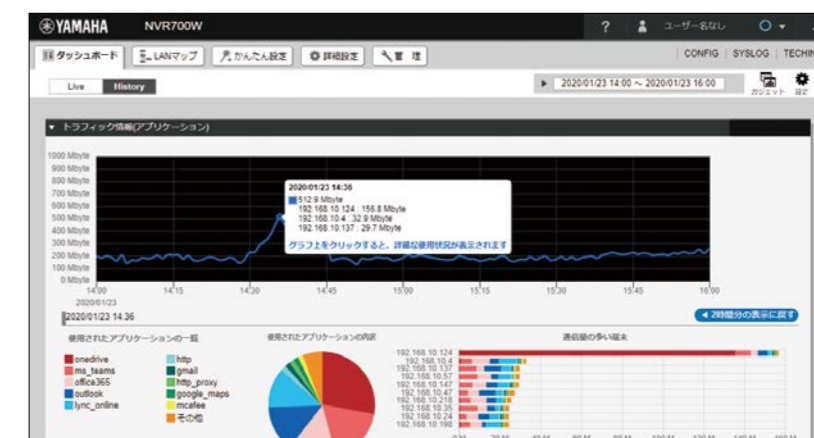 YAMAHA NVR700W ? ユーザーなし
ダッシュボード LANマップ かんたん設定 詳細設定 管 理 CONFIG SYSLOG TECHIN
Live History 2020/01/23 14:00 ~ 2020/01/23 16:00 ガジェット 設定
▼ トラフィック情報(アプリケーション)
1000 Mbyte
900 Mbyte
800 Mbyte
700 Mbyte
600 Mbyte
500 Mbyte
400 Mbyte
300 Mbyte
200 Mbyte
100 Mbyte
0 Mbyte
2020/01/23 14:36
512.9 Mbyte
192.168.10.124 : 156.8 Mbyte
192.168.10.4 : 32.9 Mbyte
192.168.10.137 : 29.7 Mbyte
グラフ上をクリックすると、詳細な使用状況が表示されます
14:00 14:15 14:30 14:45 15:00 15:15 15:30 15:45 16:00
2020/01/23
2020/01/23 14:36
◀ 2時間分の表示に戻す
使用されたアプリケーションの一覧 使用されたアプリケーションの内訳 通信量の多い端末
onedrive http
ms_teams gmail
office365 http_proxy
outlook google_maps
lync_online mcafee
その他
192.168.10.124
192.168.10.4
192.168.10.137
192.168.10.57
192.168.10.147
192.168.10.47
192.168.10.218
192.168.10.35
192.168.10.24
192.168.10.198
0 M 20 M 40 M 60 M 80 M 100 M 120 M 140 M 160 M